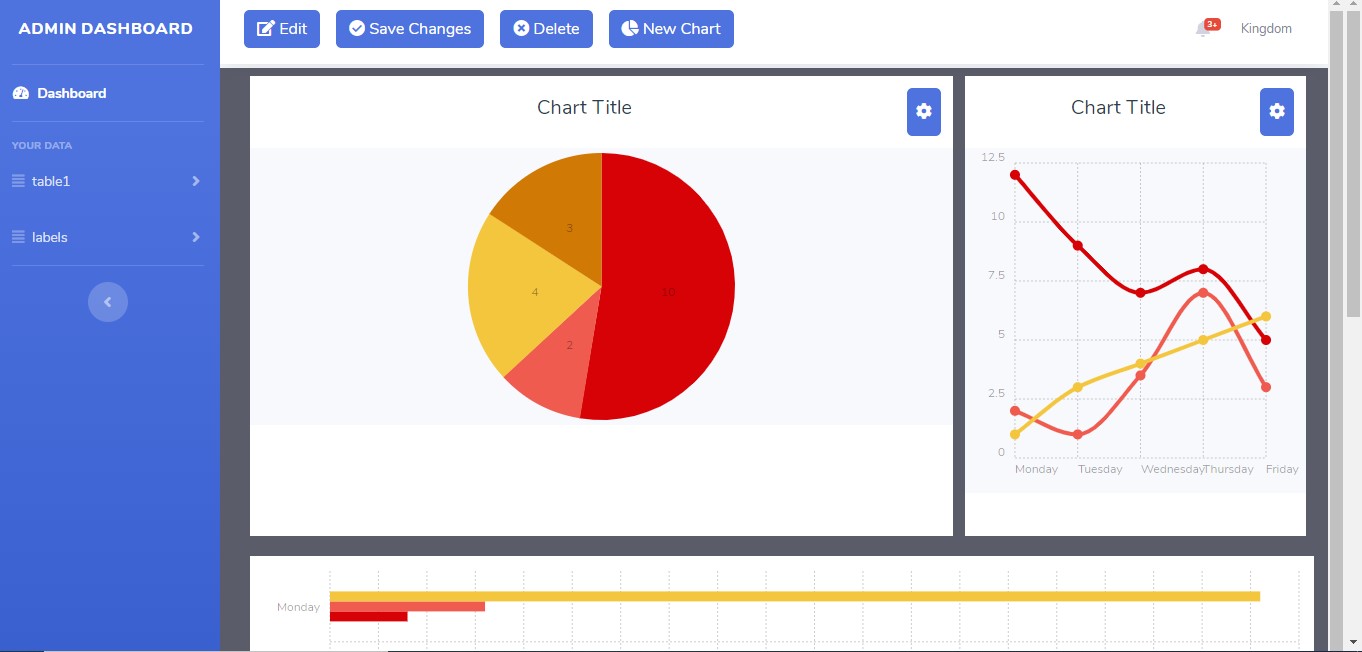 ADMIN DASHBOARD
Edit
Save Changes
Delete
New Chart
3+
Kingdom
Dashboard
YOUR DATA
table1
labels
Chart Title
3
4
10
2
Chart Title
12.5
10
7.5
5
2.5
0
Monday
Tuesday
Wednesday
Thursday
Friday
Monday